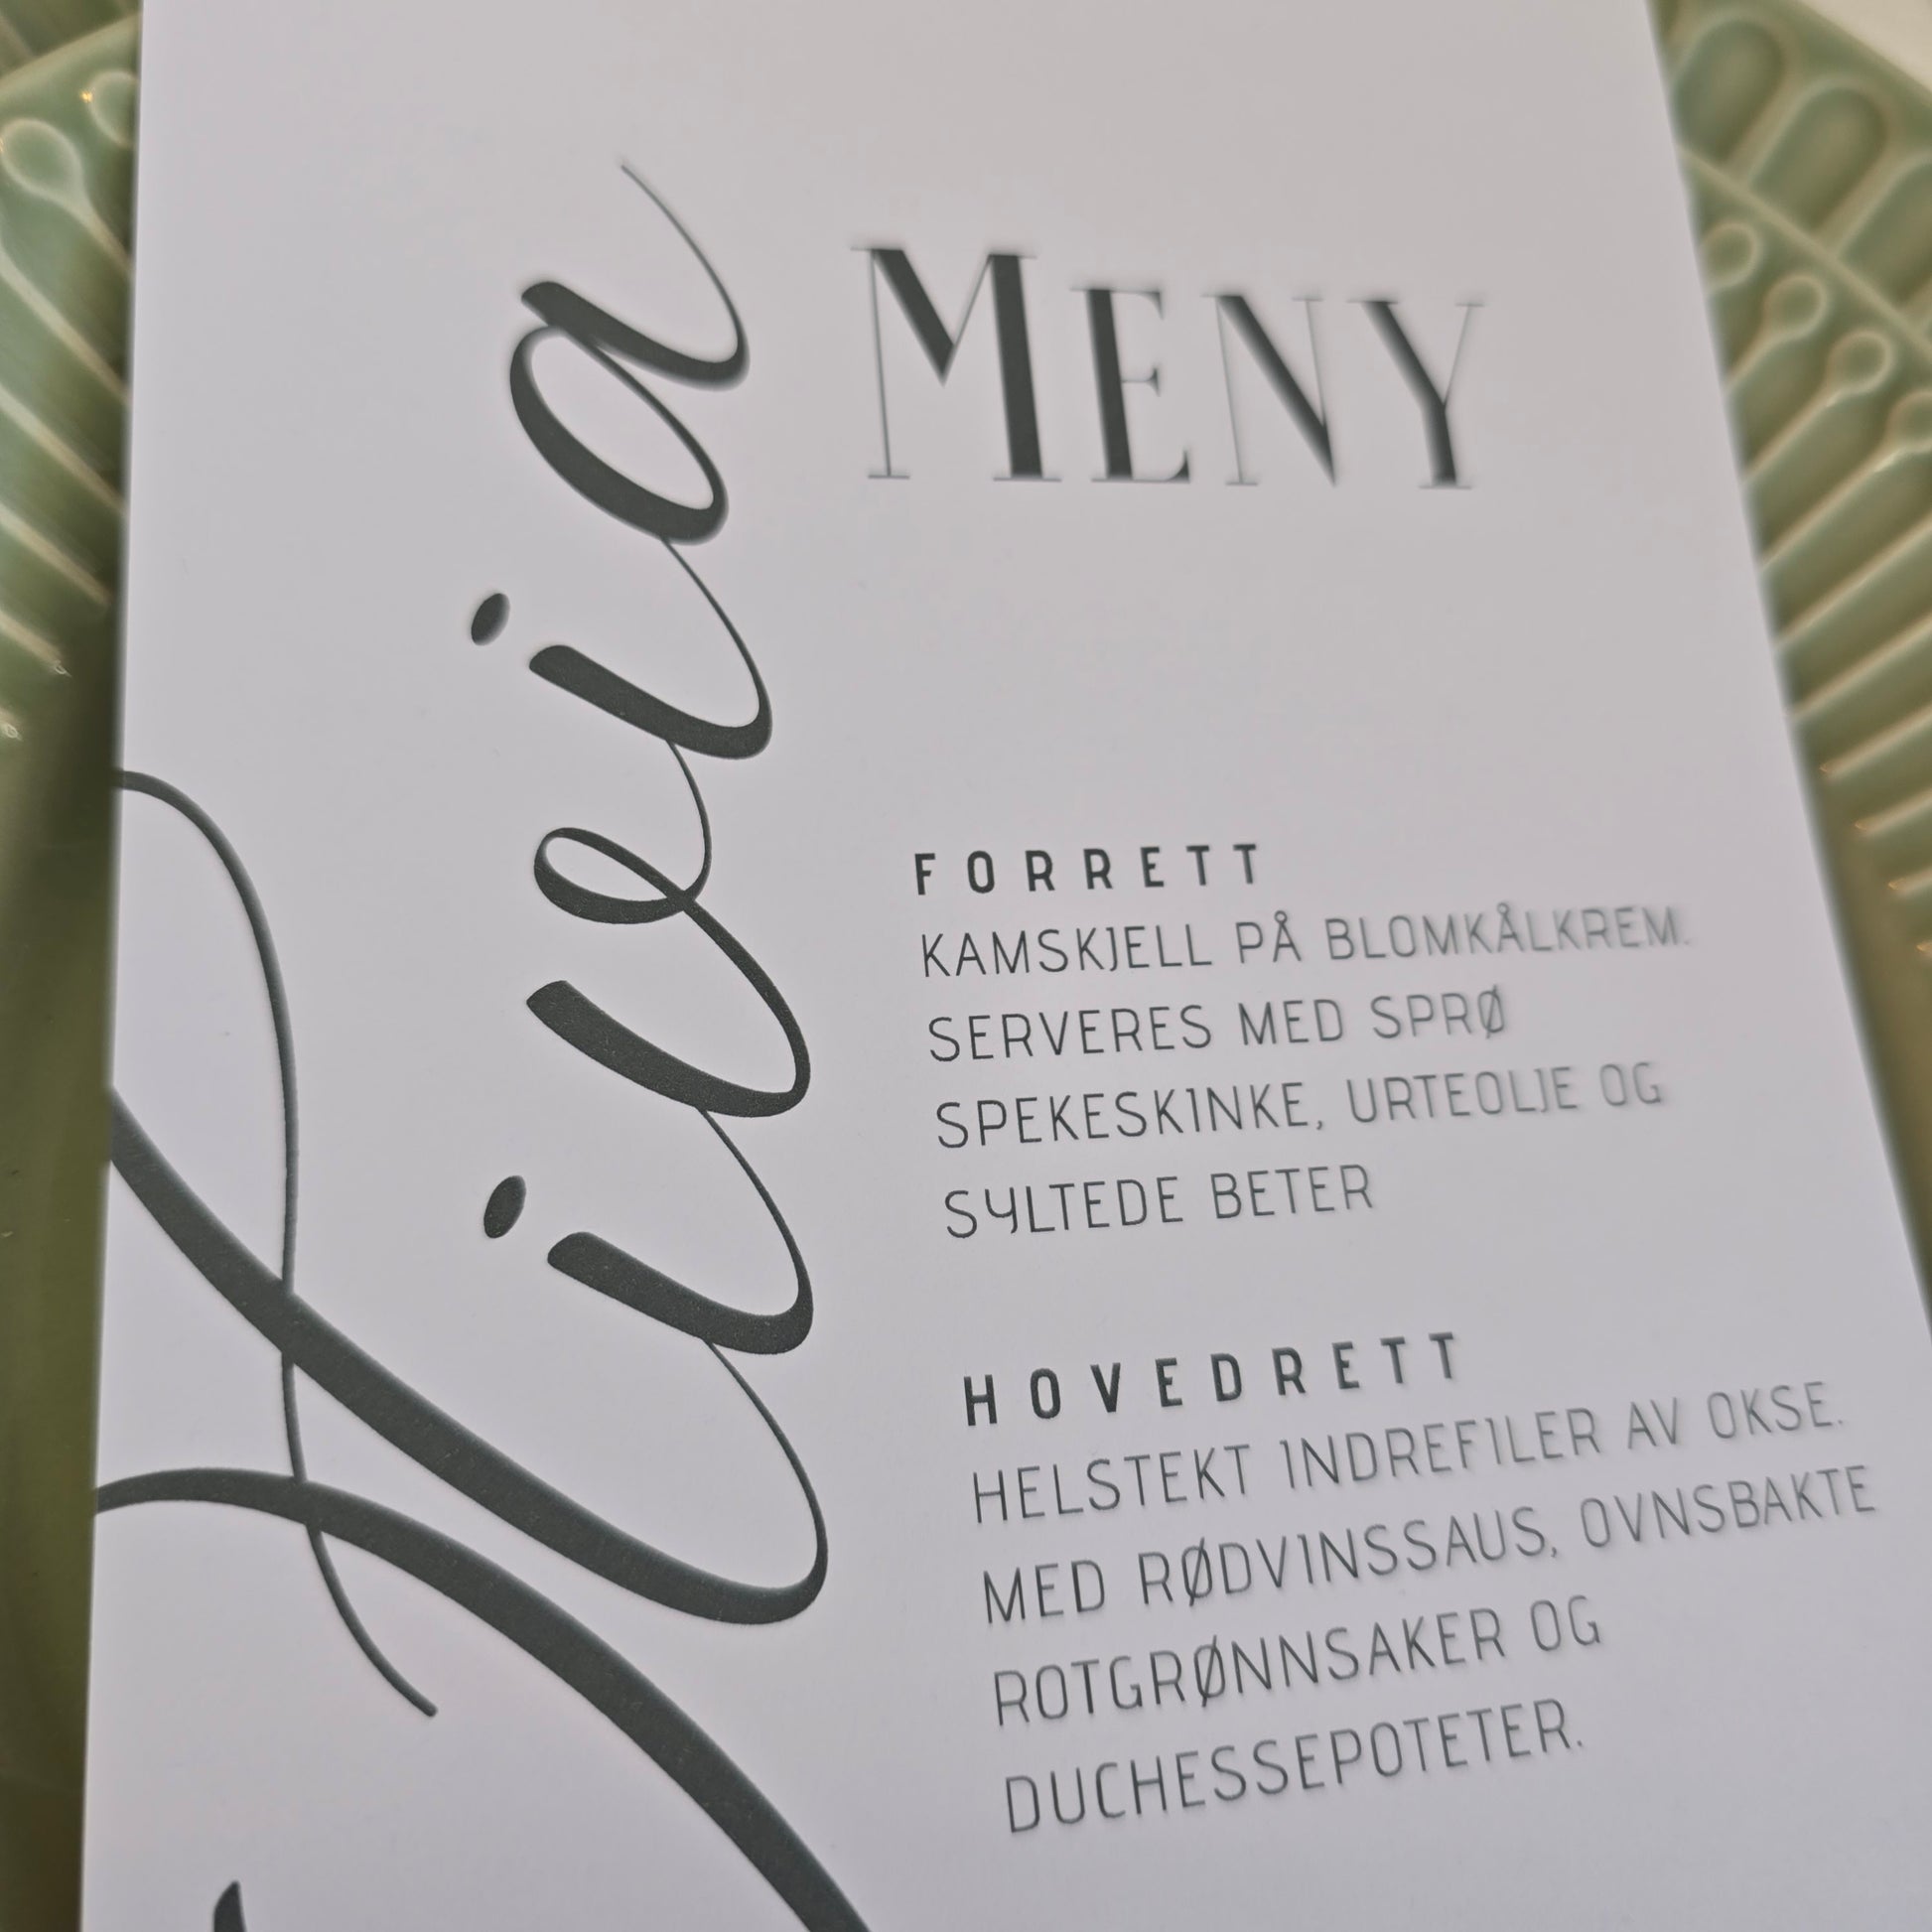 Olivia
MENY
FORRETT
KAMSKJELL PÅ BLOMKÅLKREM.
SERVERES MED SPRØ
SPEKESKINKE, URTEOLJE OG
SYLTEDE BETER
HOVEDRETT
HELSTEKT INDREFILER AV OKSE.
MED RØDVINSSAUS, OVNSBAKTE
ROTGRØNNSAKER OG
DUCHESSEPOTETER.